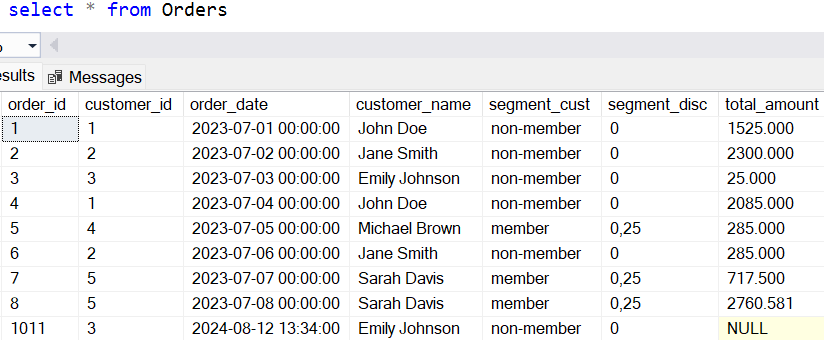 select * from Orders
esults Messages
order_id customer_id order_date customer_name segment_cust segment_disc total_amount
1 1 2023-07-01 00:00:00 John Doe non-member 0 1525.000
2 2 2023-07-02 00:00:00 Jane Smith non-member 0 2300.000
3 3 2023-07-03 00:00:00 Emily Johnson non-member 0 25.000
4 1 2023-07-04 00:00:00 John Doe non-member 0 2085.000
5 4 2023-07-05 00:00:00 Michael Brown member 0,25 285.000
6 2 2023-07-06 00:00:00 Jane Smith non-member 0 285.000
7 5 2023-07-07 00:00:00 Sarah Davis member 0,25 717.500
8 5 2023-07-08 00:00:00 Sarah Davis member 0,25 2760.581
1011 3 2024-08-12 13:34:00 Emily Johnson non-member 0 NULL